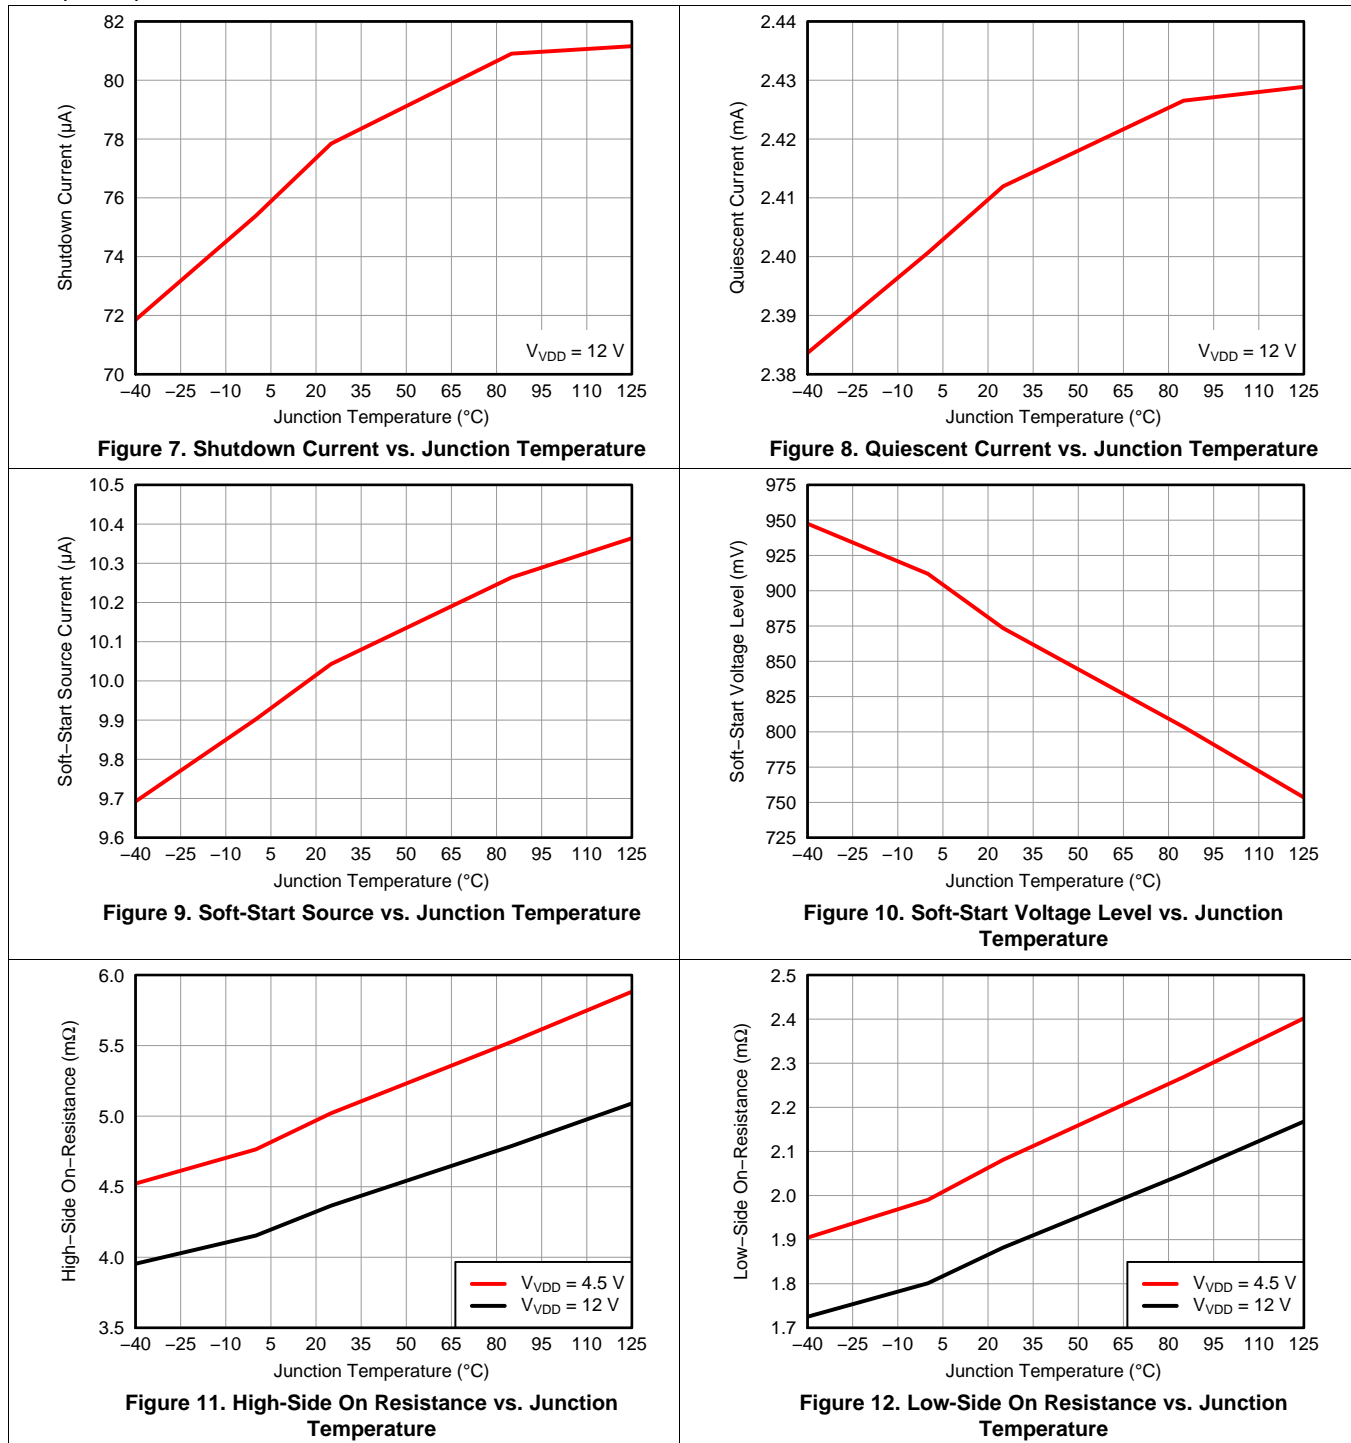 82
80
78
76
74
72
70
Shutdown Current (µA)
V_VDD = 12 V
−40 −25 −10 5 20 35 50 65 80 95 110 125
Junction Temperature (°C)
Figure 7. Shutdown Current vs. Junction Temperature
2.44
2.43
2.42
2.41
2.40
2.39
2.38
Quiescent Current (mA)
V_VDD = 12 V
−40 −25 −10 5 20 35 50 65 80 95 110 125
Junction Temperature (°C)
Figure 8. Quiescent Current vs. Junction Temperature
10.5
10.4
10.3
10.2
10.1
10.0
9.9
9.8
9.7
9.6
Soft−Start Source Current (µA)
−40 −25 −10 5 20 35 50 65 80 95 110 125
Junction Temperature (°C)
Figure 9. Soft-Start Source vs. Junction Temperature
975
950
925
900
875
850
825
800
775
750
725
Soft−Start Voltage Level (mV)
−40 −25 −10 5 20 35 50 65 80 95 110 125
Junction Temperature (°C)
Figure 10. Soft-Start Voltage Level vs. Junction
Temperature
6.0
5.5
5.0
4.5
4.0
3.5
High−Side On−Resistance (mΩ)
V_VDD = 4.5 V
V_VDD = 12 V
−40 −25 −10 5 20 35 50 65 80 95 110 125
Junction Temperature (°C)
Figure 11. High-Side On Resistance vs. Junction
Temperature
2.5
2.4
2.3
2.2
2.1
2.0
1.9
1.8
1.7
Low−Side On−Resistance (mΩ)
V_VDD = 4.5 V
V_VDD = 12 V
−40 −25 −10 5 20 35 50 65 80 95 110 125
Junction Temperature (°C)
Figure 12. Low-Side On Resistance vs. Junction
Temperature